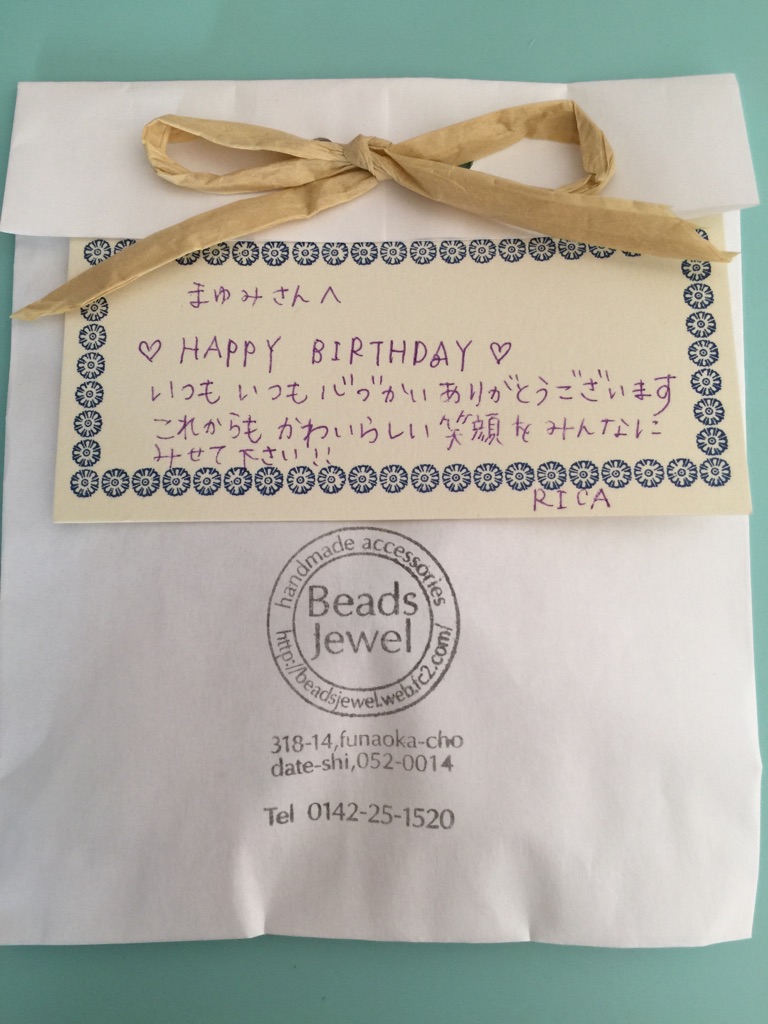 まゆみさんへ
♡ HAPPY BIRTHDAY ♡
いつも いつも 心づかい ありがとうございます
これからも かわいらしい 笑顔を みんなに
みせて下さい!!
RICA
handmade accessories
Beads
Jewel
http://beadsjewel.web.fc2.com/
318-14,funaoka-cho
date-shi,052-0014
Tel 0142-25-1520